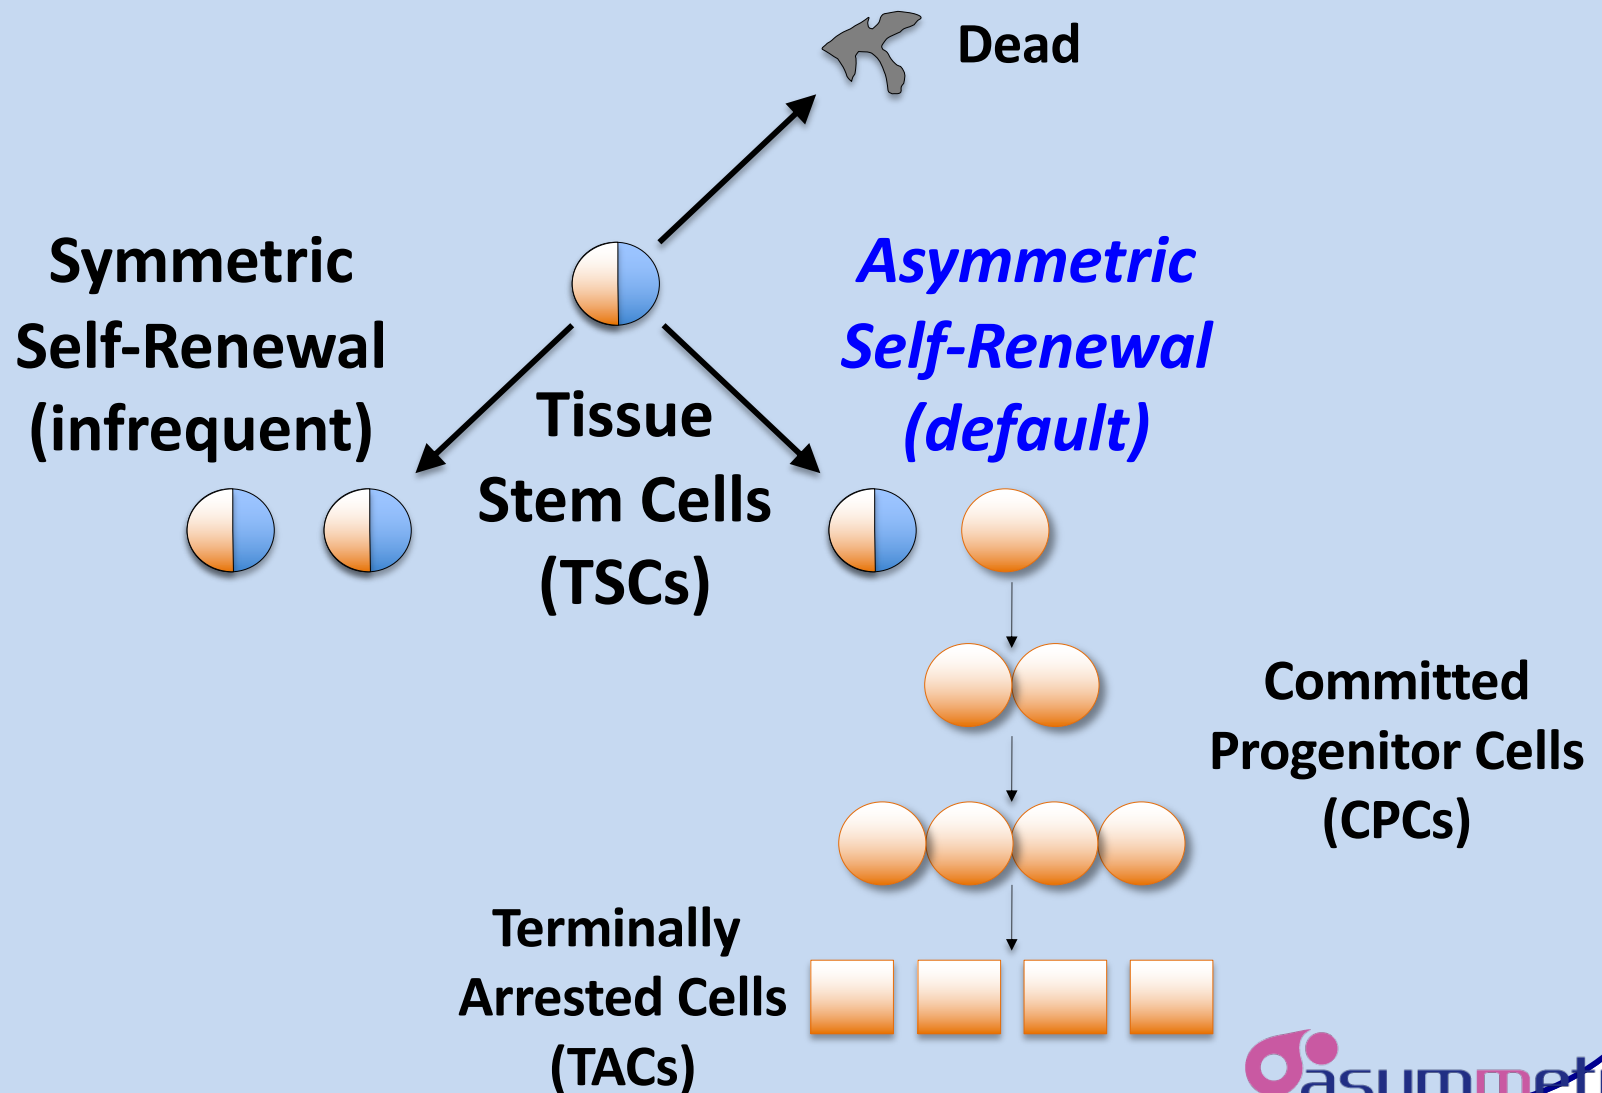 Dead
Symmetric
Self-Renewal
(infrequent)
Asymmetric
Self-Renewal
(default)
Tissue
Stem Cells
(TSCs)
Committed
Progenitor Cells
(CPCs)
Terminally
Arrested Cells
(TACs)